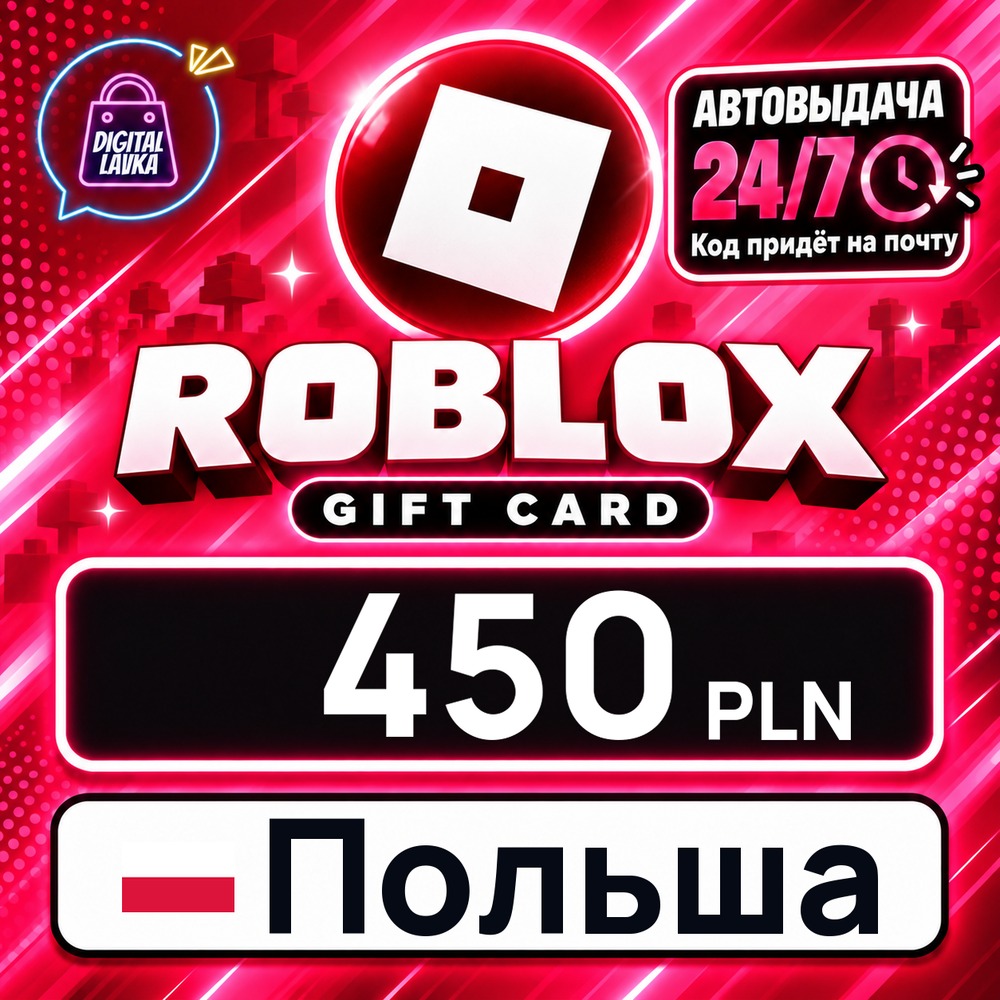 DIGITAL
LAVKA
АВТОВЫДАЧА
24/7
Код придёт на почту
ROBLOX
GIFT CARD
450 PLN
Польша